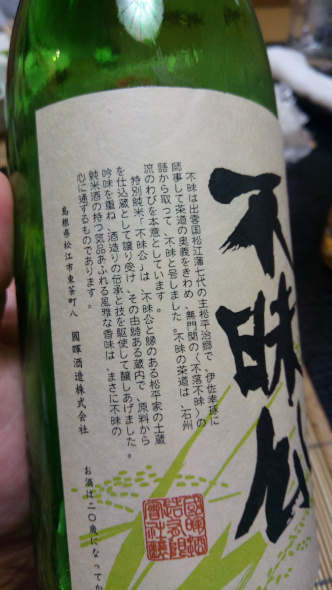 不昧公
不昧は出雲国松江藩七代の主松平治郷で 伊佐幸琢に
師事して茶道の奥義をきわめ 無門関の〈不落不昧〉の
語から取って、不昧と号しました。不昧の茶道は、石州
流のわびを本意としています。
特別純米「不昧公」は、不昧公と縁のある松平家の土蔵
を仕込蔵として譲り受け その由緒ある蔵内で、原料から
吟味を重ね 酒造りの伝承と技を駆使して醸しあげました。
純米酒の持つ気品あふれる風雅な香味は、まさに不昧の
心に通ずるものであります。
島根県松江市東茶町八 國暉酒造株式会社
お酒は二〇歳になってか